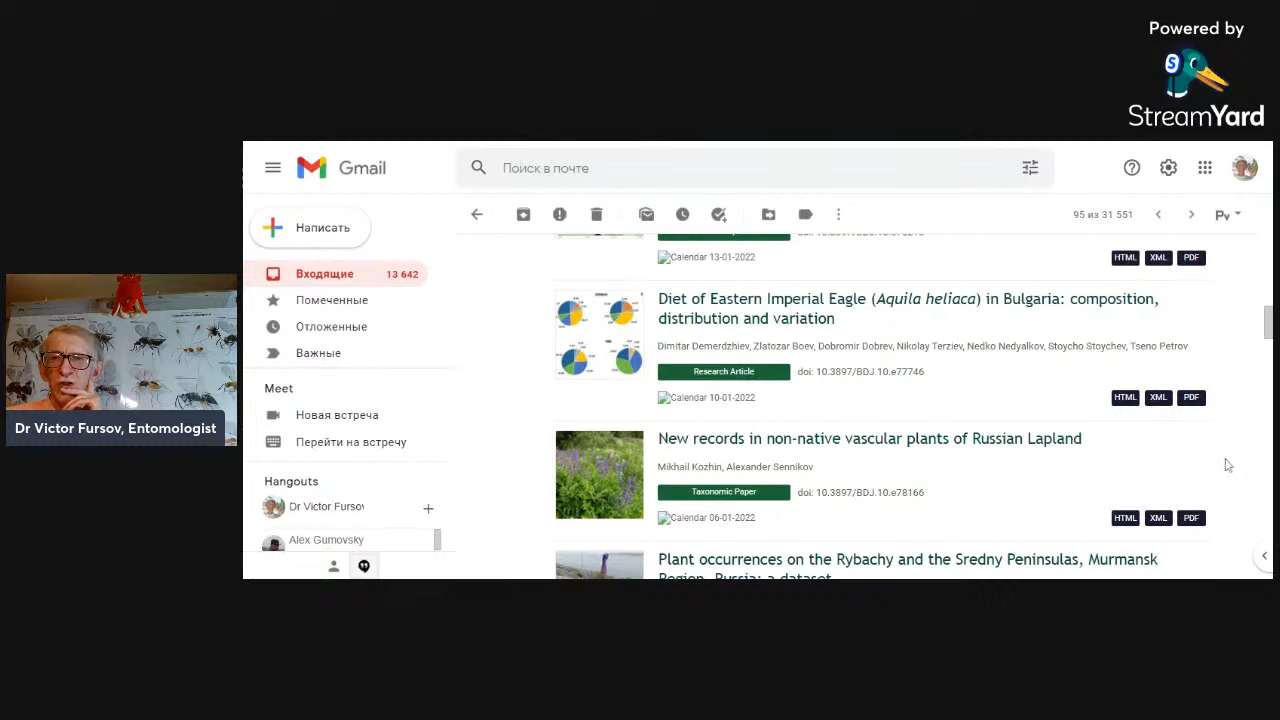 Powered by
StreamYard
Gmail
Поиск в почте
Написать
95 из 31 551
Входящие 13 642
Помеченные
Отложенные
Важные
Meet
Новая встреча
Перейти на встречу
Hangouts
Dr Victor Fursov
Alex Gumovsky
Calendar 13-01-2022
HTML XML PDF
Diet of Eastern Imperial Eagle (Aquila heliaca) in Bulgaria: composition,
distribution and variation
Dimitar Demerdzhiev, Zlatozar Boev, Dobromir Dobrev, Nikolay Terziev, Nedko Nedyalkov, Stoycho Stoychev, Tseno Petrov
Research Article doi: 10.3897/BDJ.10.e77746
Calendar 10-01-2022
HTML XML PDF
New records in non-native vascular plants of Russian Lapland
Mikhail Kozhin, Alexander Sennikov
Taxonomic Paper doi: 10.3897/BDJ.10.e78166
Calendar 06-01-2022
HTML XML PDF
Plant occurrences on the Rybachy and the Sredny Peninsulas, Murmansk
Region, Russia: a dataset
Dr Victor Fursov, Entomologist